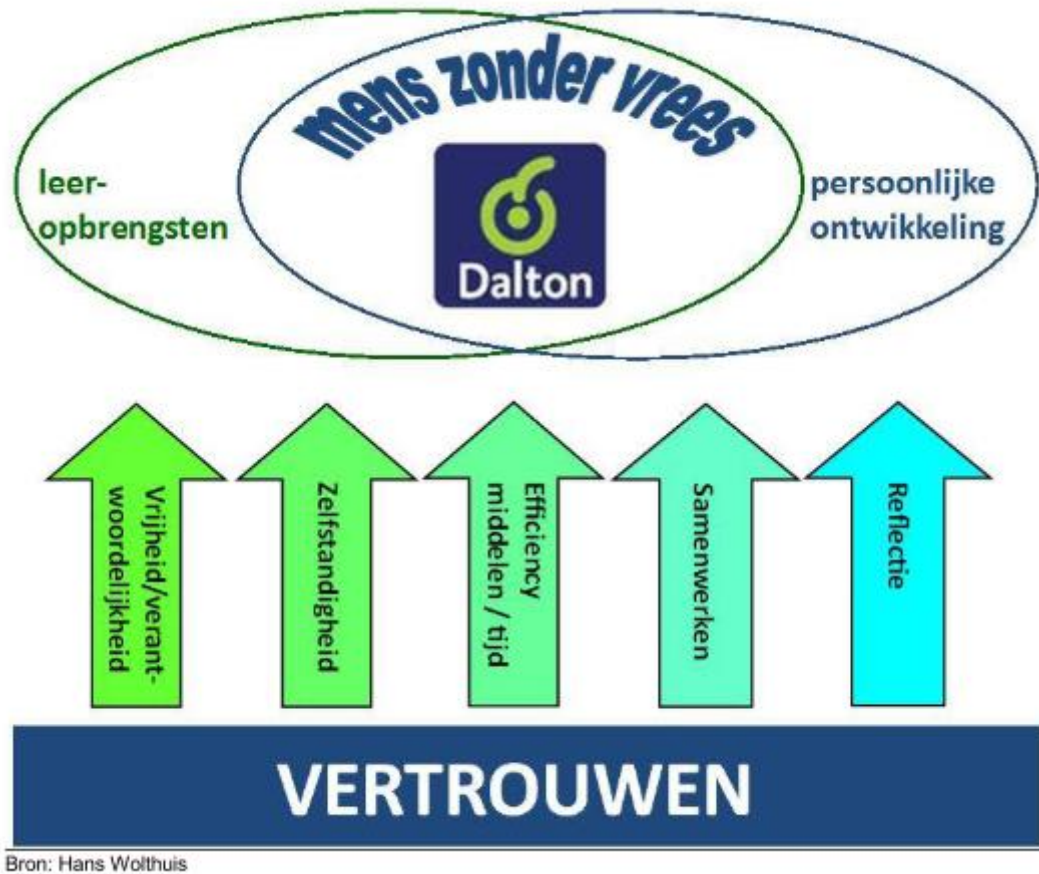 mens zonder vrees
leer-
opbrengsten
Dalton
persoonlijke
ontwikkeling
Vrijheid/verant-
woordelijkheid
Zelfstandigheid
Efficiency
middelen / tijd
Samenwerken
Reflectie
VERTROUWEN
Bron: Hans Wolthuis